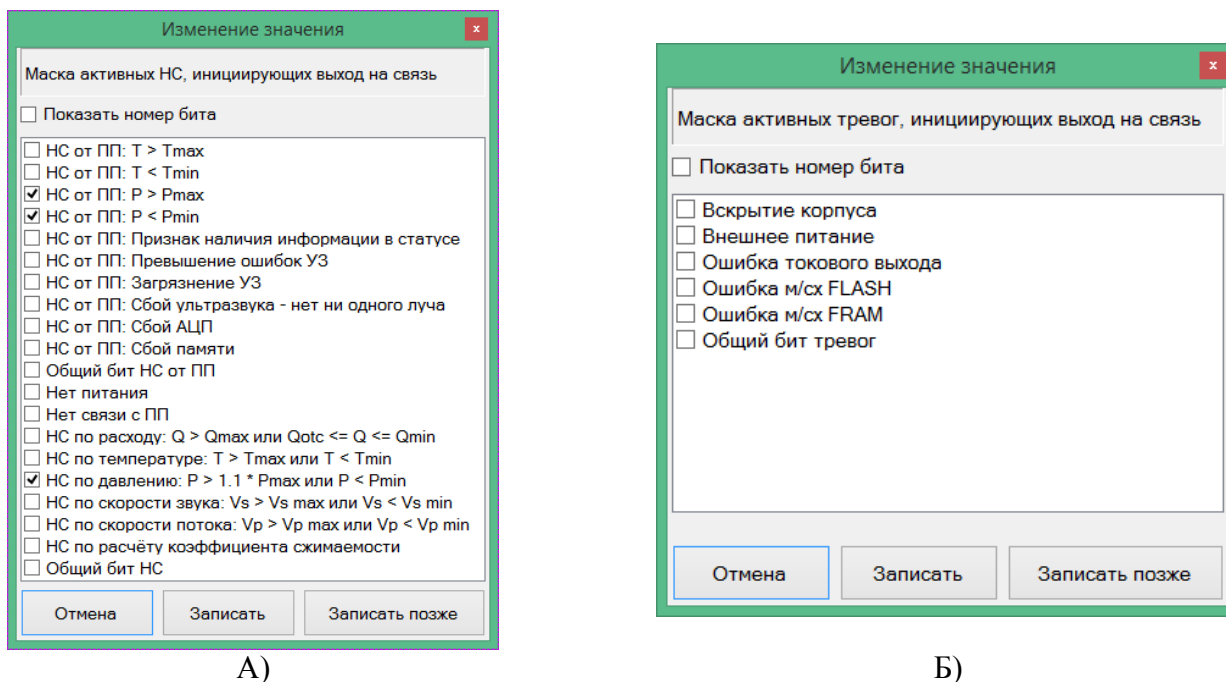 Изменение значения
x
Маска активных НС, инициирующих выход на связь
Показать номер бита
НС от ПП: T > Tmax
НС от ПП: T < Tmin
НС от ПП: P > Pmax
НС от ПП: P < Pmin
НС от ПП: Признак наличия информации в статусе
НС от ПП: Превышение ошибок УЗ
НС от ПП: Загрязнение УЗ
НС от ПП: Сбой ультразвука - нет ни одного луча
НС от ПП: Сбой АЦП
НС от ПП: Сбой памяти
Общий бит НС от ПП
Нет питания
Нет связи с ПП
НС по расходу: Q > Qmax или Qotc <= Q <= Qmin
НС по температуре: T > Tmax или T < Tmin
НС по давлению: P > 1.1 * Pmax или P < Pmin
НС по скорости звука: Vs > Vs max или Vs < Vs min
НС по скорости потока: Vp > Vp max или Vp < Vp min
НС по расчёту коэффициента сжимаемости
Общий бит НС
Отмена Записать Записать позже
А)
Изменение значения
x
Маска активных тревог, инициирующих выход на связь
Показать номер бита
Вскрытие корпуса
Внешнее питание
Ошибка токового выхода
Ошибка м/сх FLASH
Ошибка м/сх FRAM
Общий бит тревог
Отмена Записать Записать позже
Б)